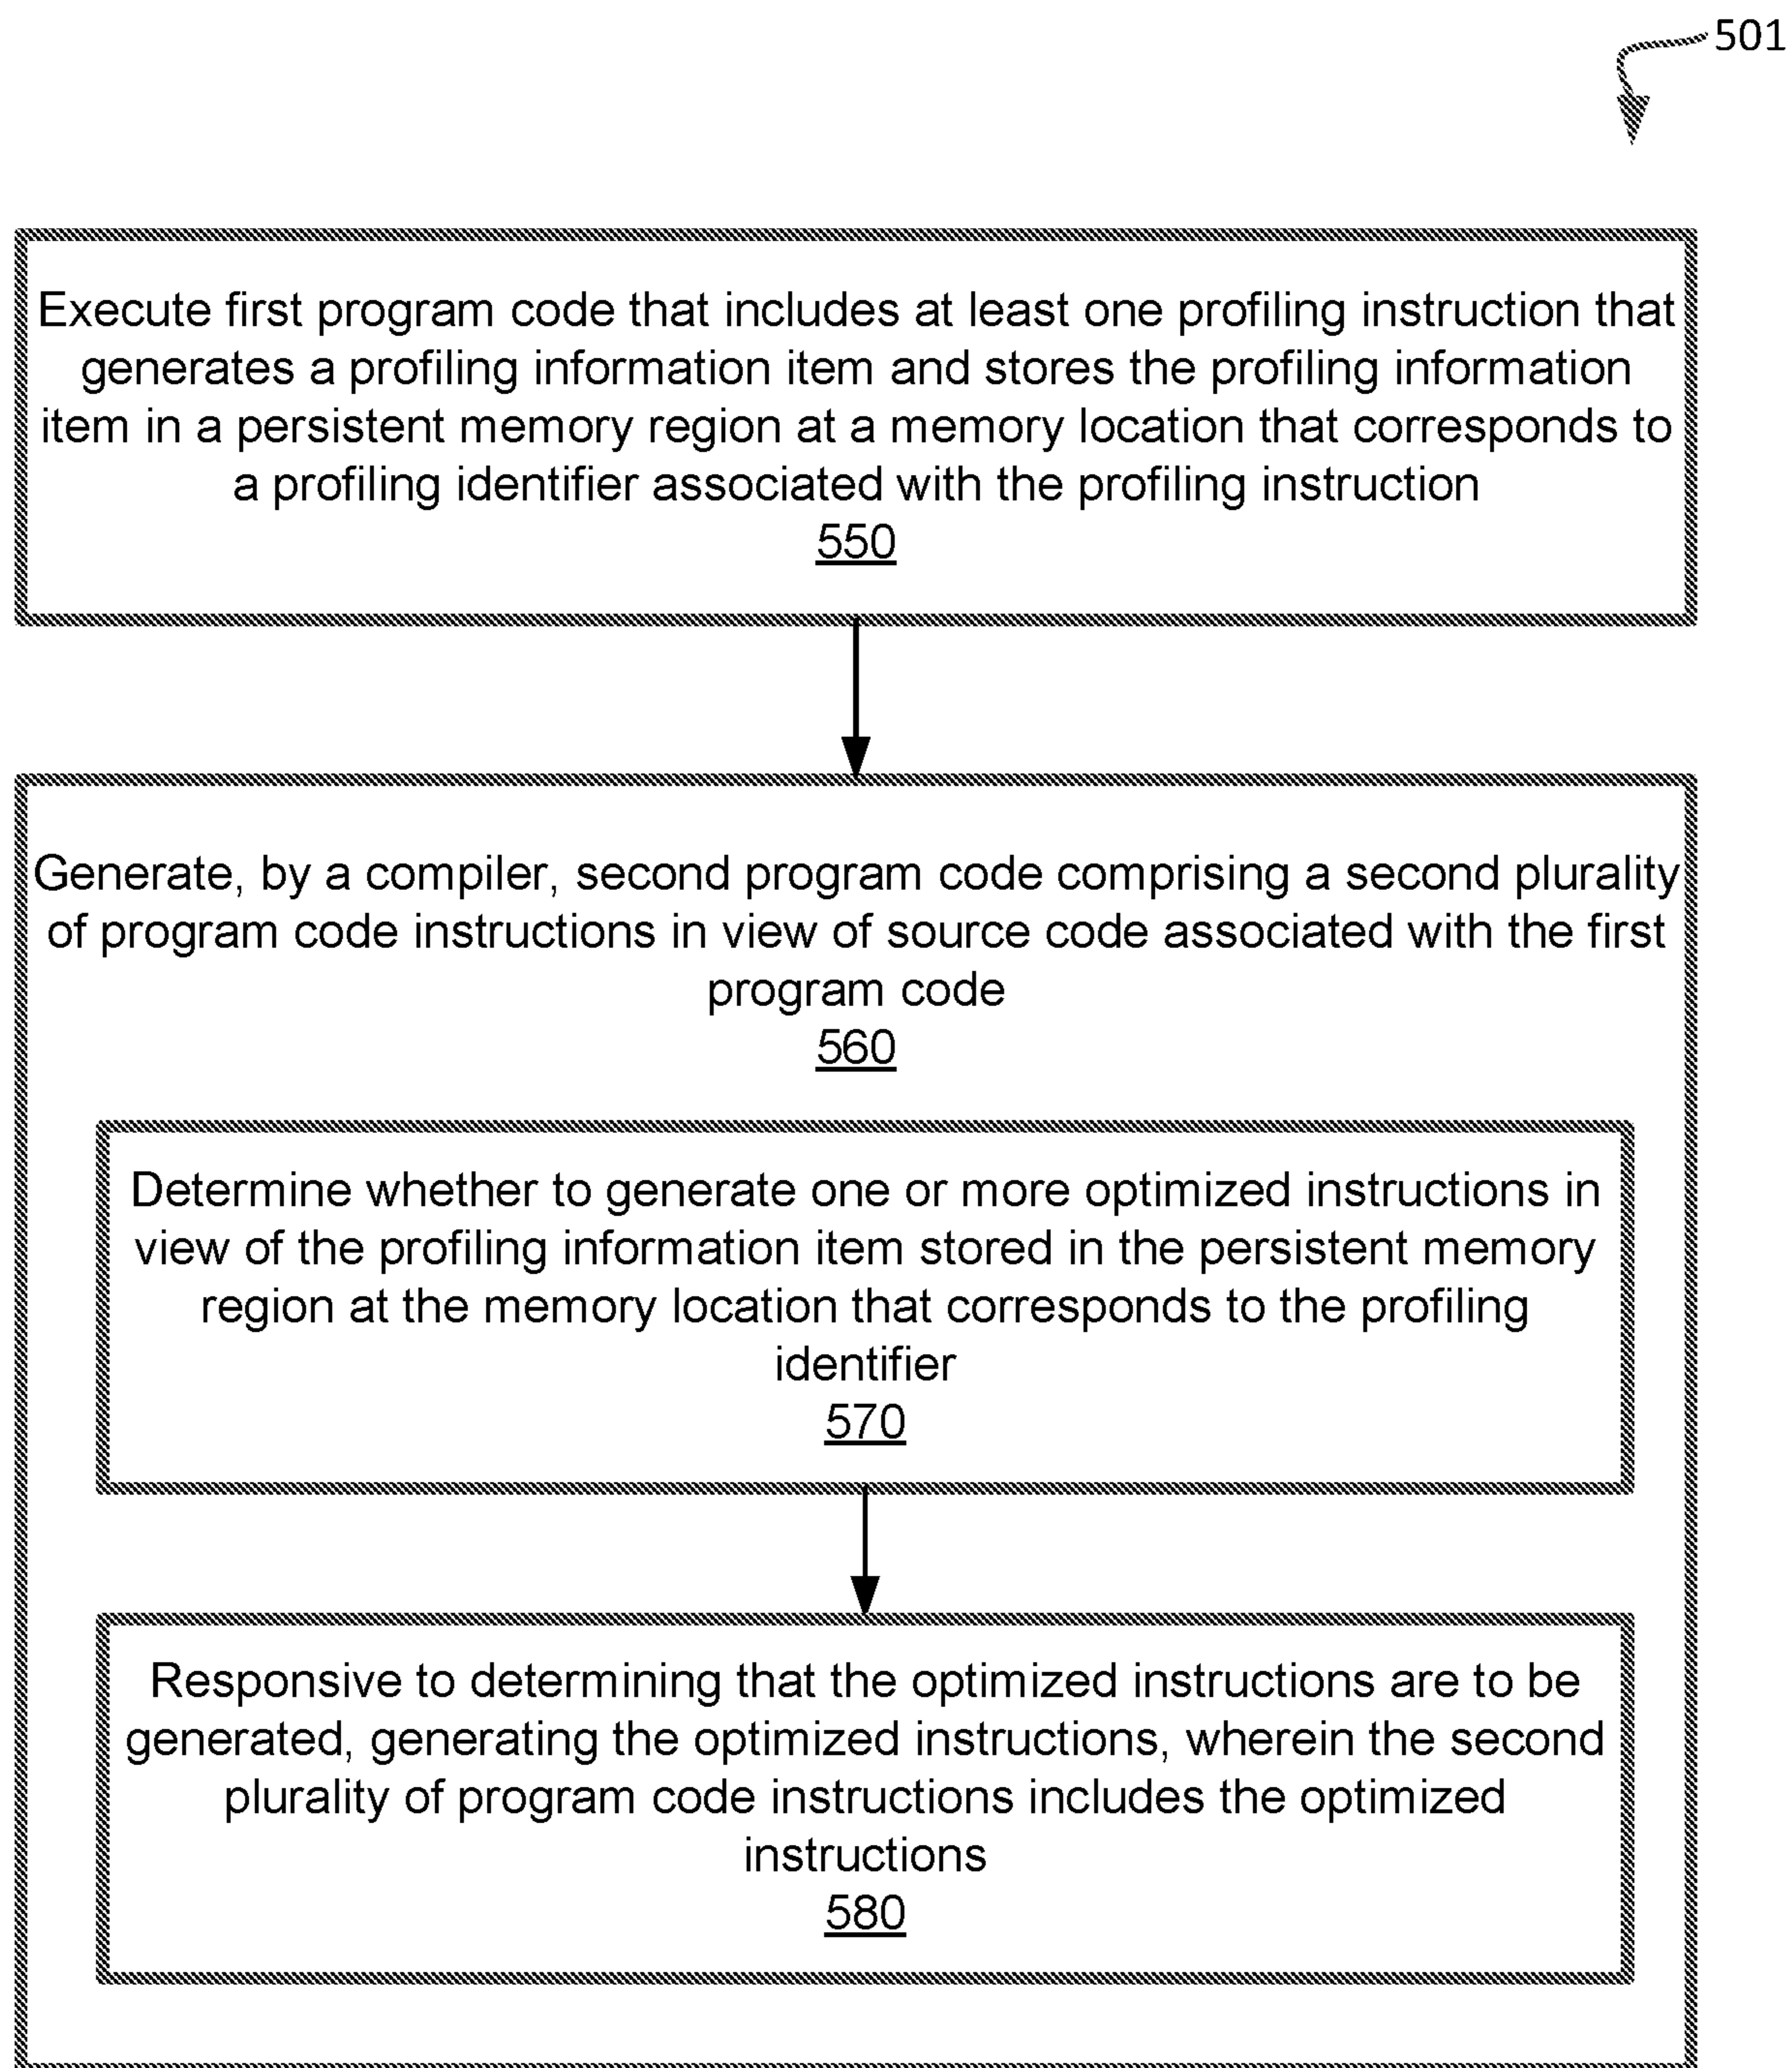 501
Execute first program code that includes at least one profiling instruction that
generates a profiling information item and stores the profiling information
item in a persistent memory region at a memory location that corresponds to
a profiling identifier associated with the profiling instruction
550
Generate, by a compiler, second program code comprising a second plurality
of program code instructions in view of source code associated with the first
program code
560
Determine whether to generate one or more optimized instructions in
view of the profiling information item stored in the persistent memory
region at the memory location that corresponds to the profiling
identifier
570
Responsive to determining that the optimized instructions are to be
generated, generating the optimized instructions, wherein the second
plurality of program code instructions includes the optimized
instructions
580